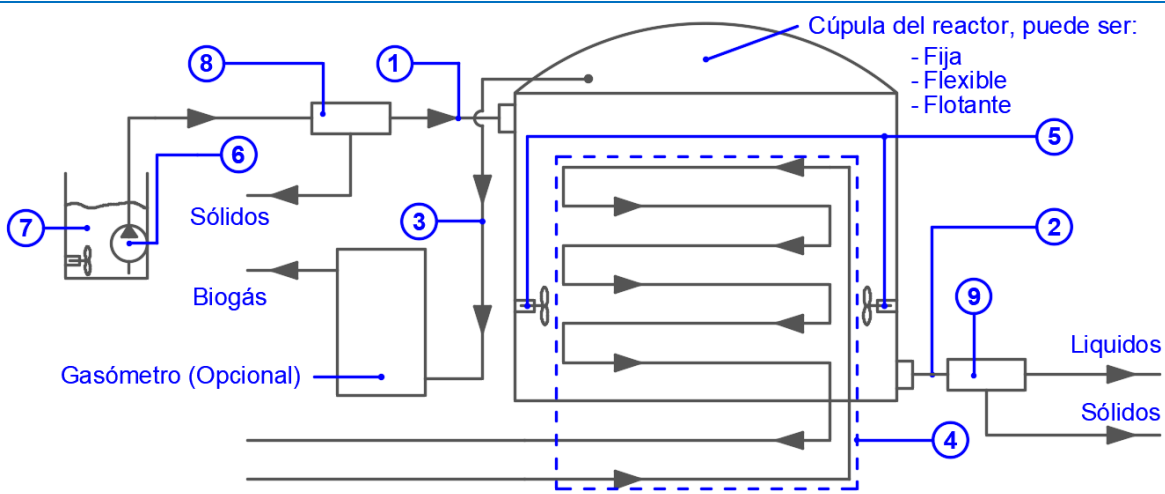 Cúpula del reactor, puede ser:
- Fija
- Flexible
- Flotante
8
1
6
5
Sólidos
7
3
2
Biogás
9
Liquidos
Gasómetro (Opcional)
Sólidos
4